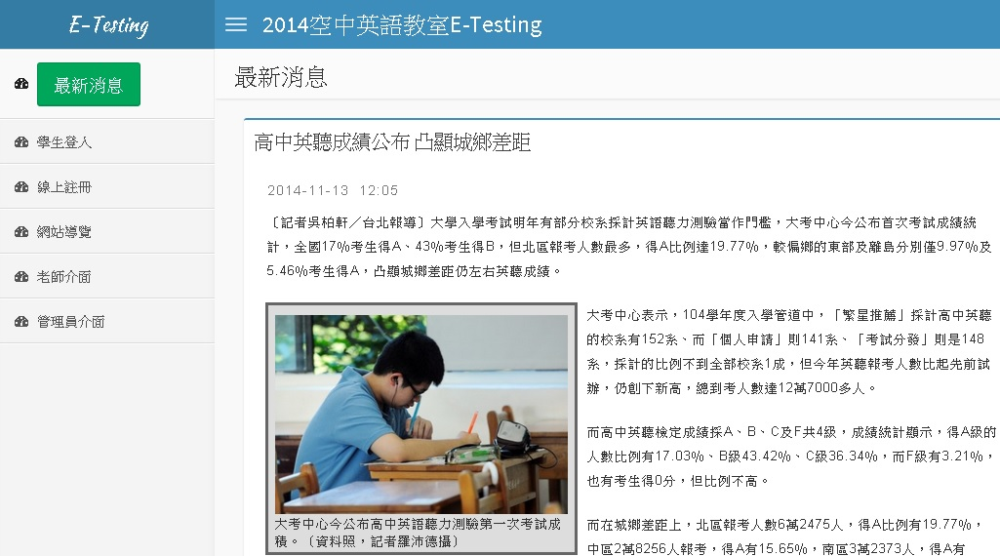 E-Testing
2014空中英語教室E-Testing
最新消息
學生登入
線上註冊
網站導覽
老師介面
管理員介面
最新消息
高中英聽成績公布 凸顯城鄉差距
2014-11-13 12:05
〔記者吳柏軒／台北報導〕大學入學考試明年有部分校系採計英語聽力測驗當作門檻，大考中心今公布首次考試成績統
計，全國17%考生得A、43%考生得B，但北區報考人數最多，得A比例達19.77%，較偏鄉的東部及離島分別僅9.97%及
5.46%考生得A，凸顯城鄉差距仍左右英聽成績。
大考中心今公布高中英語聽力測驗第一次考試成
積。（資料照，記者羅沛德攝）
大考中心表示，104學年度入學管道中，「繁星推薦」採計高中英聽
的校系有152系、而「個人申請」則141系、「考試分發」則是148
系，採計的比例不到全部校系1成，但今年英聽報考人數比起先前試
辦，仍創下新高，總到考人數達12萬7000多人。
而高中英聽檢定成績採A、B、C及F共4級，成績統計顯示，得A級的
人數比例有17.03%、B級43.42%、C級36.34%，而F級有3.21%，
也有考生得0分，但比例不高。
而在城鄉差距上，北區報考人數6萬2475人，得A比例有19.77%，
中區2萬8256人報考，得A有15.65%，南區3萬2373人，得A有